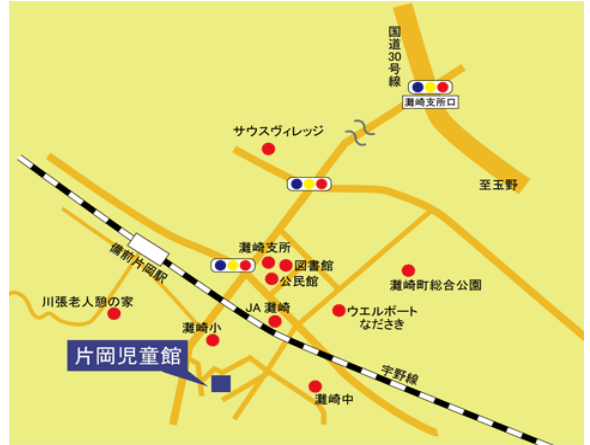 国道30号線
灘崎支所口
サウスヴィレッジ
至玉野
灘崎支所
図書館
公民館
備前片岡駅
灘崎町総合公園
川張老人憩の家
JA灘崎
ウエルポート
なださき
灘崎小
片岡児童館
宇野線
灘崎中